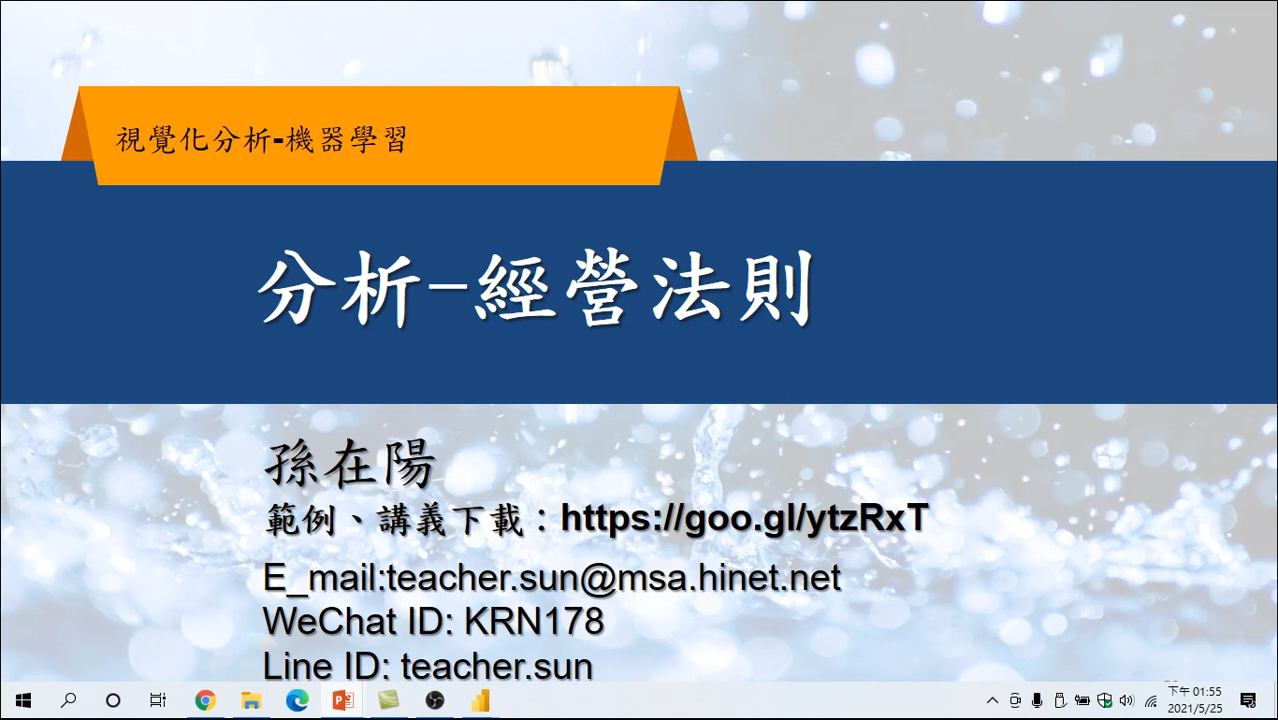 視覺化分析-機器學習
分析-經營法則
孫在陽
範例、講義下載：https://goo.gl/ytzRxT
E_mail:teacher.sun@msa.hinet.net
WeChat ID: KRN178
Line ID: teacher.sun
下午 01:55
2021/5/25